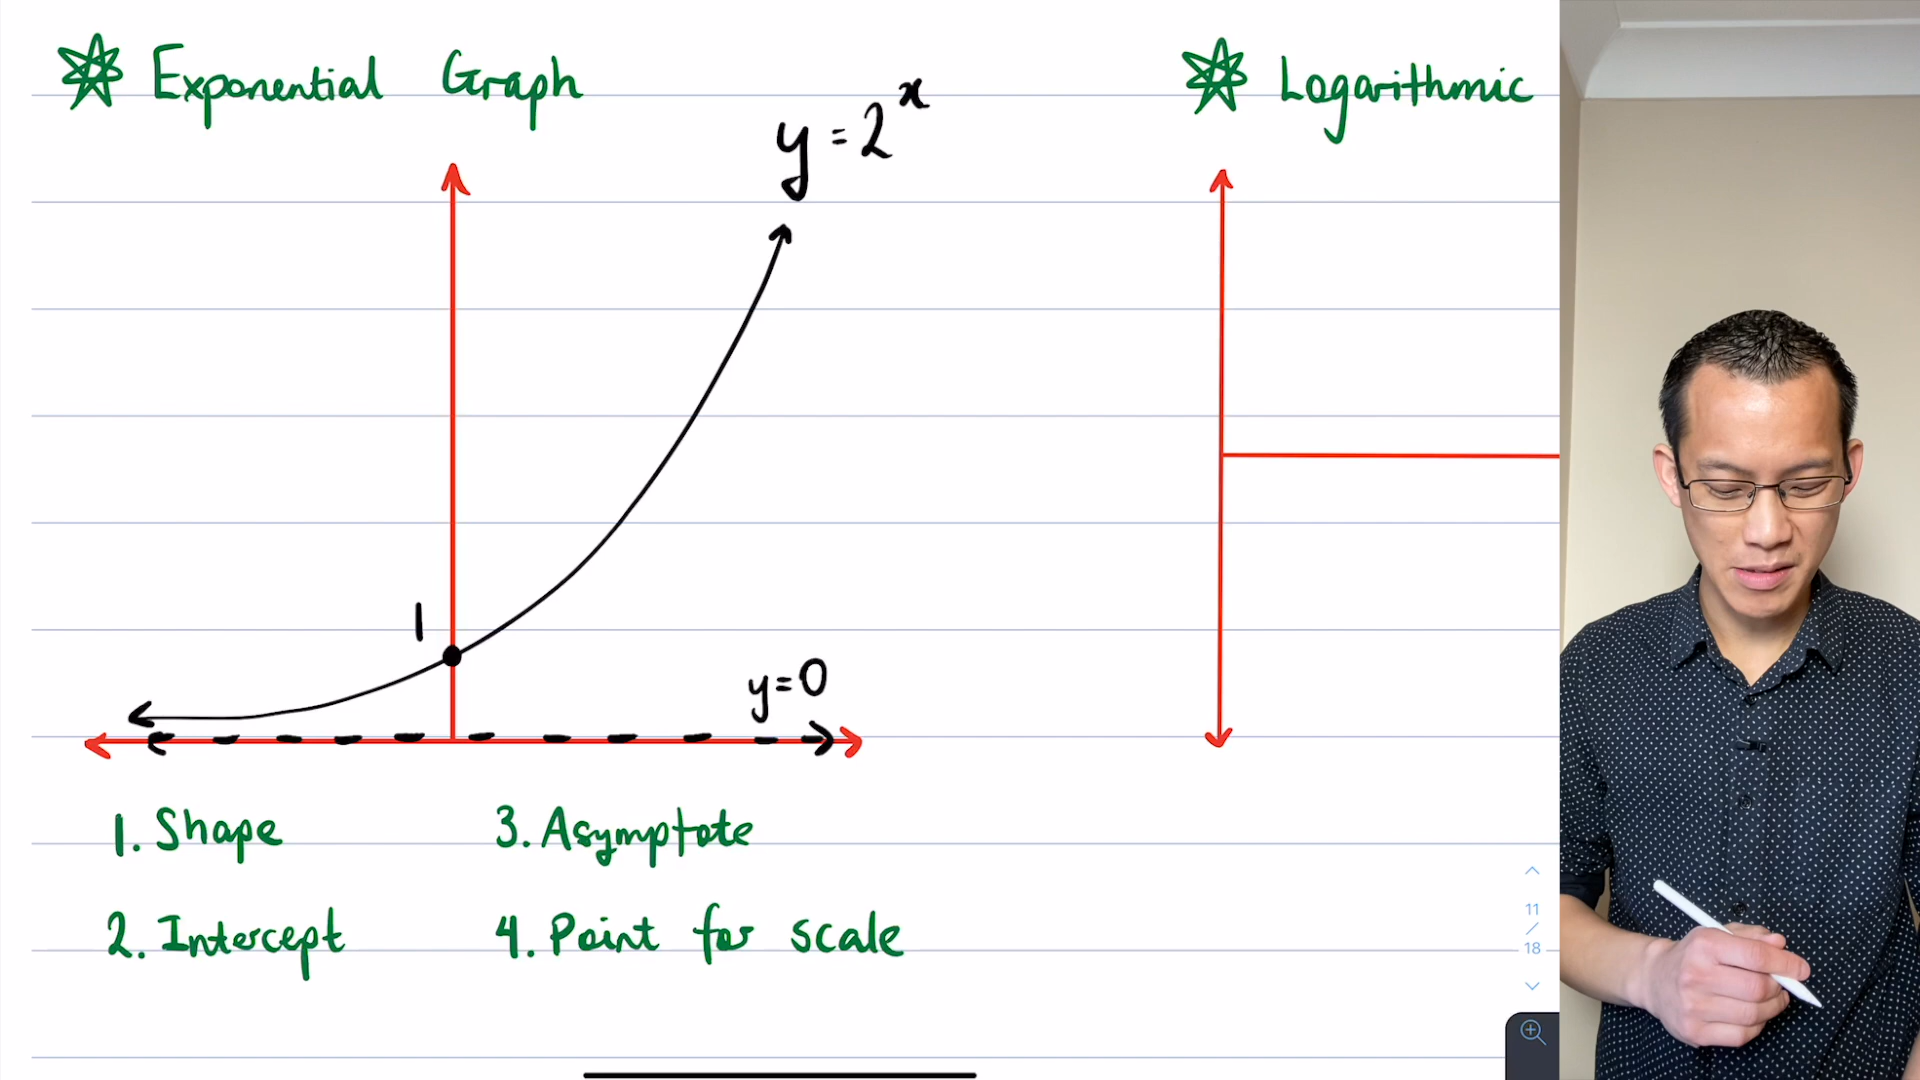 Exponential Graph
Logarithmic
y = 2^x
1
y = 0
1. Shape
3. Asymptote
2. Intercept
4. Point for scale
11
/
18